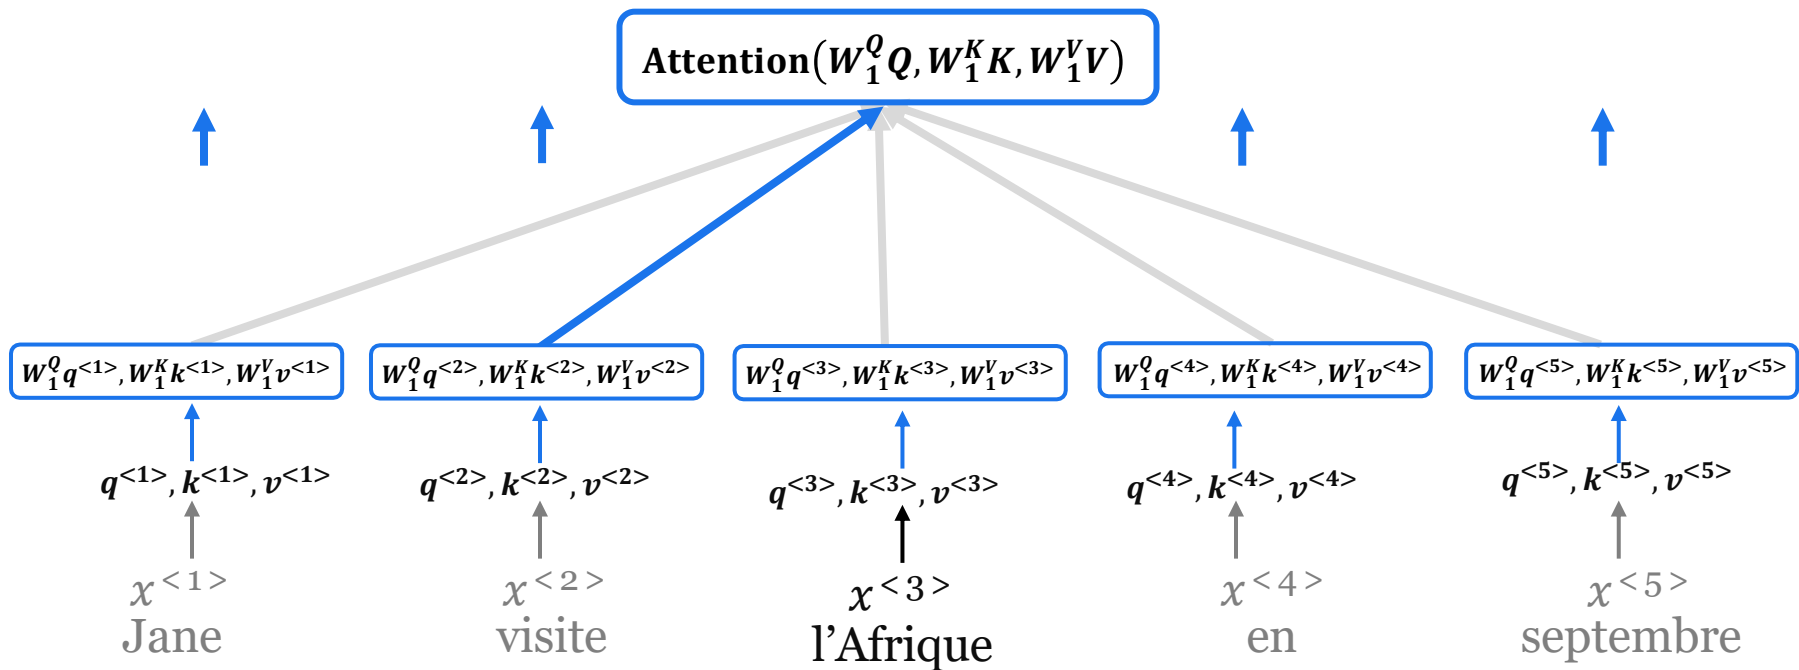 Attention(W₁^Q Q, W₁^K K, W₁^V V)
W₁^Q q^<1>, W₁^K k^<1>, W₁^V v^<1> W₁^Q q^<2>, W₁^K k^<2>, W₁^V v^<2> W₁^Q q^<3>, W₁^K k^<3>, W₁^V v^<3> W₁^Q q^<4>, W₁^K k^<4>, W₁^V v^<4> W₁^Q q^<5>, W₁^K k^<5>, W₁^V v^<5>
q^<1>, k^<1>, v^<1> q^<2>, k^<2>, v^<2> q^<3>, k^<3>, v^<3> q^<4>, k^<4>, v^<4> q^<5>, k^<5>, v^<5>
x^<1> x^<2> x^<3> x^<4> x^<5>
Jane visite l'Afrique en septembre